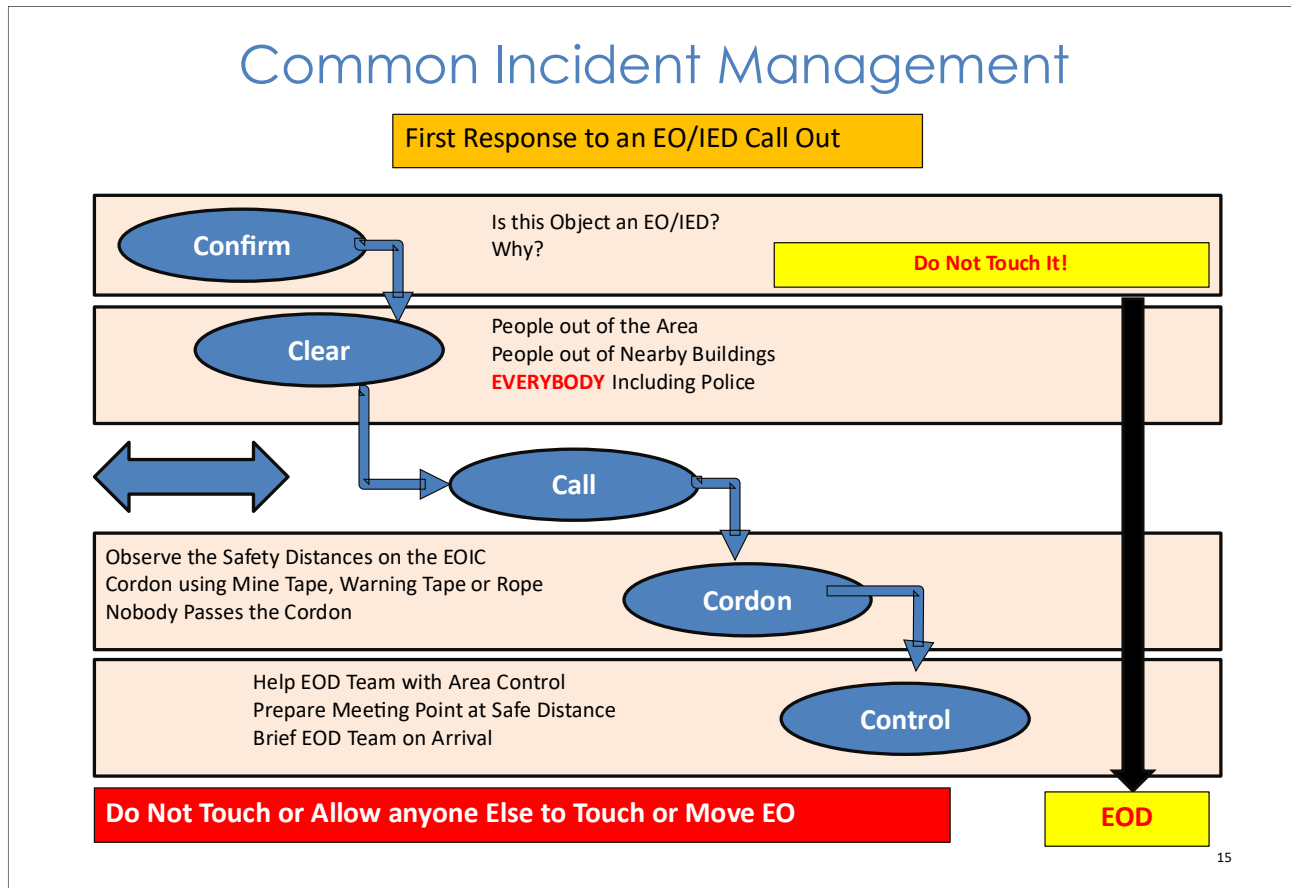 Common Incident Management
First Response to an EO/IED Call Out
Confirm
Is this Object an EO/IED?
Why?
Do Not Touch It!
Clear
People out of the Area
People out of Nearby Buildings
EVERYBODY Including Police
Call
Observe the Safety Distances on the EOIC
Cordon using Mine Tape, Warning Tape or Rope
Nobody Passes the Cordon
Cordon
Help EOD Team with Area Control
Prepare Meeting Point at Safe Distance
Brief EOD Team on Arrival
Control
Do Not Touch or Allow anyone Else to Touch or Move EO
EOD
15